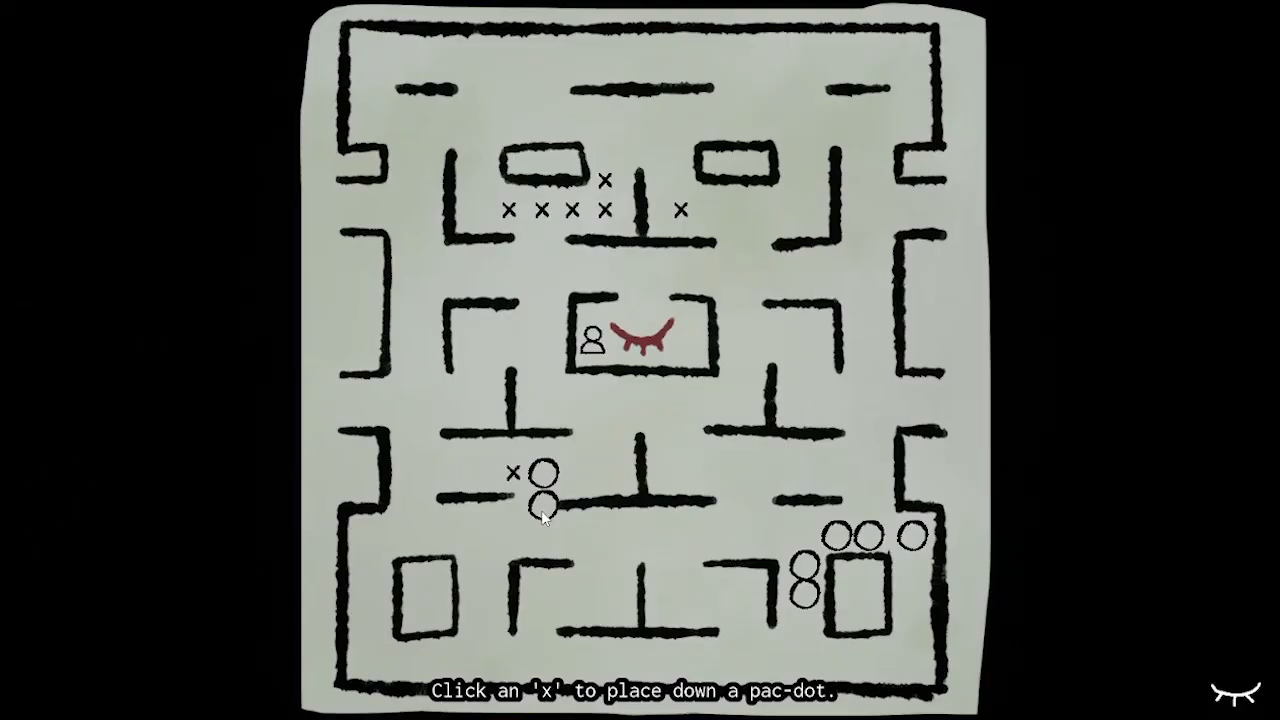 x
x x x x x
x
Click an 'x' to place down a pac-dot.